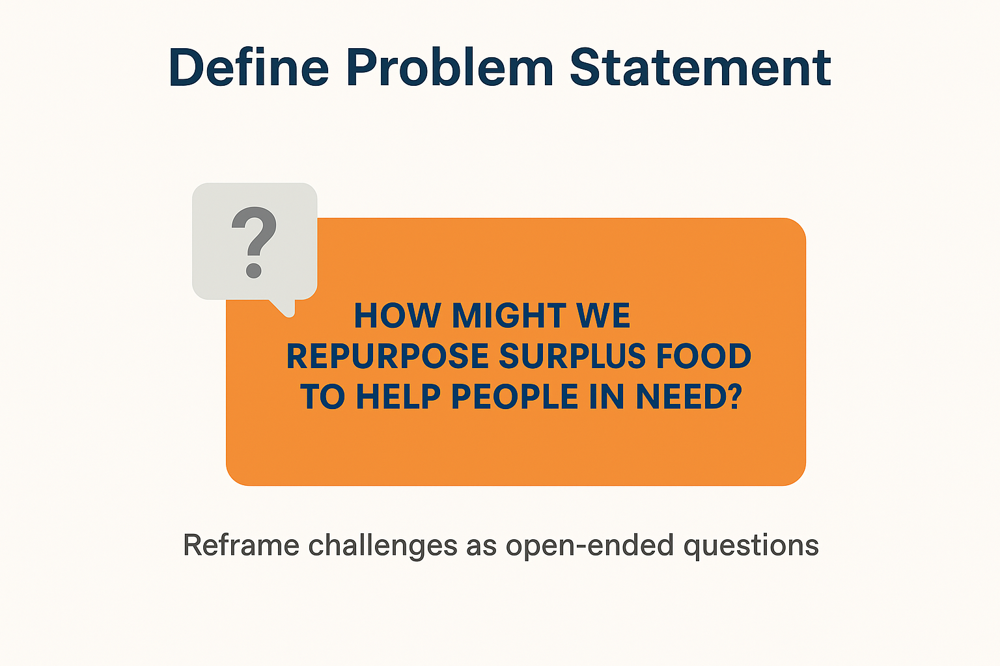 Define Problem Statement
?
HOW MIGHT WE
REPURPOSE SURPLUS FOOD
TO HELP PEOPLE IN NEED?
Reframe challenges as open-ended questions